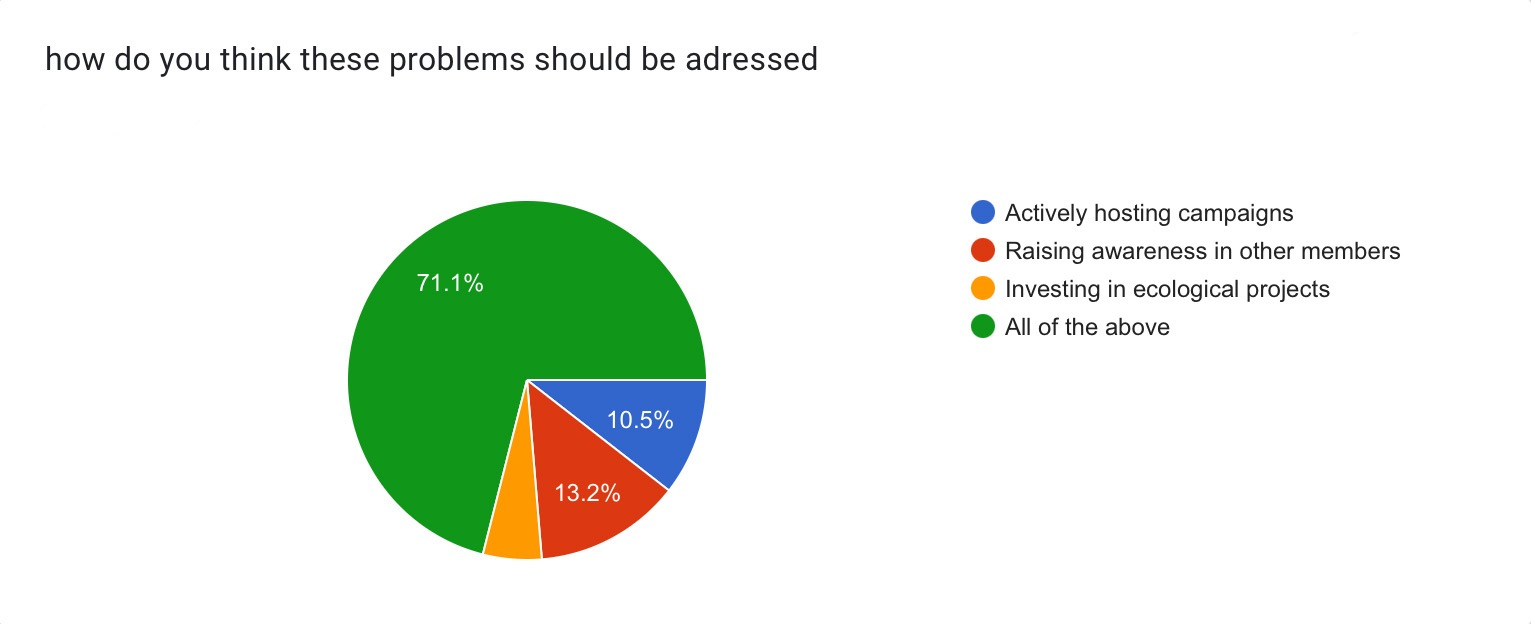 how do you think these problems should be adressed
71.1%
10.5%
13.2%
Actively hosting campaigns
Raising awareness in other members
Investing in ecological projects
All of the above